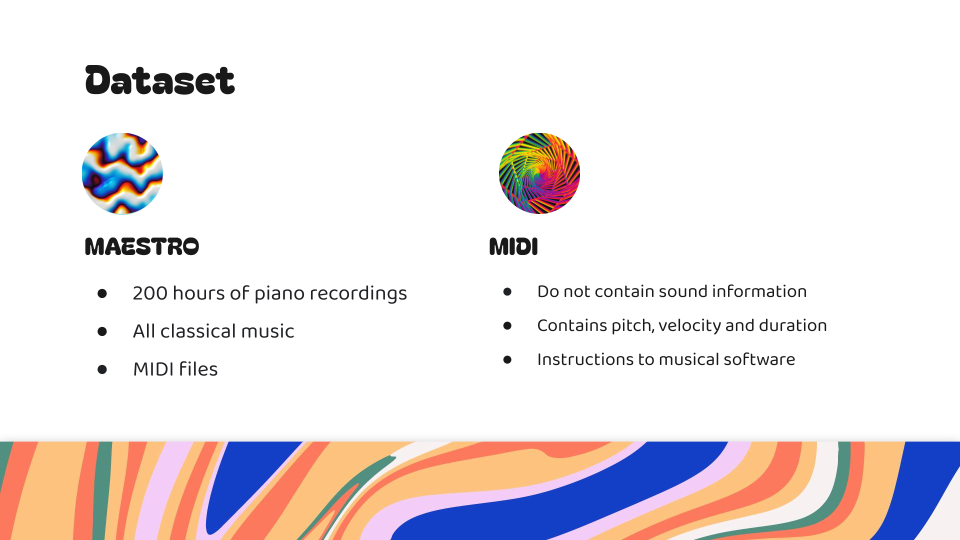 Dataset
MAESTRO
● 200 hours of piano recordings
● All classical music
● MIDI files
MIDI
● Do not contain sound information
● Contains pitch, velocity and duration
● Instructions to musical software